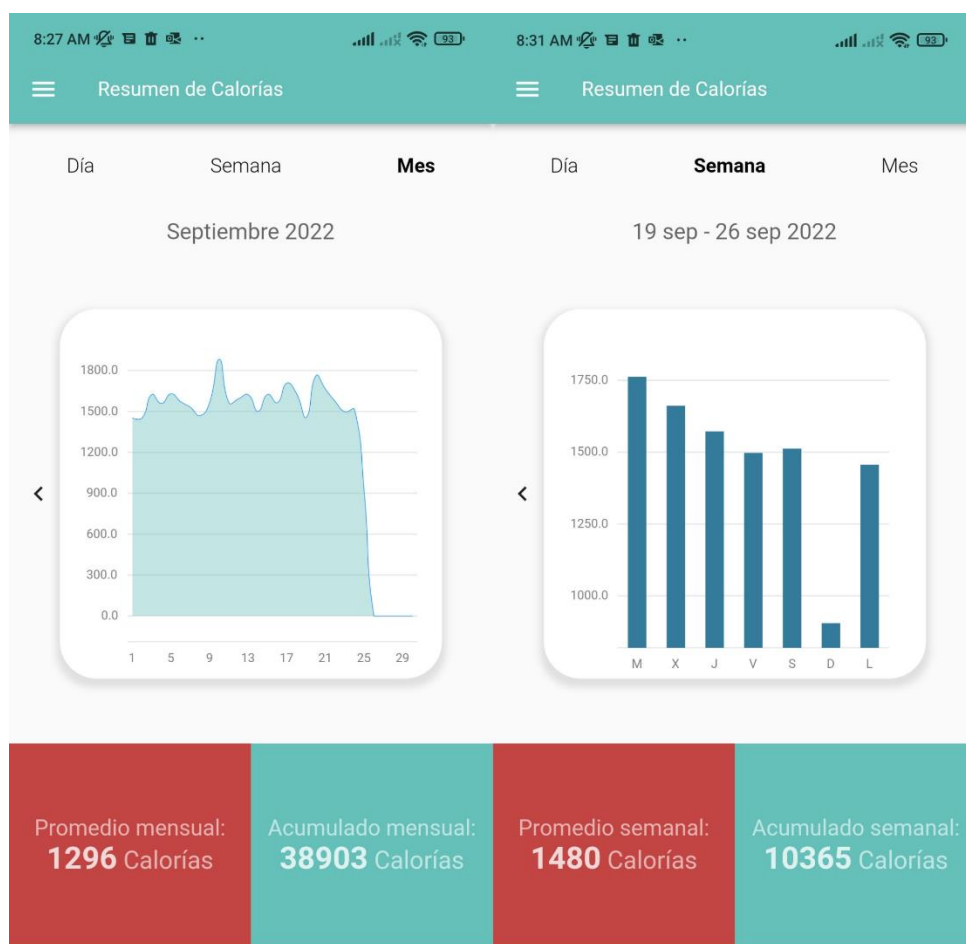 8:27 AM
93
Resumen de Calorías
Día Semana Mes
Septiembre 2022
1800.0
1500.0
1200.0
900.0
600.0
300.0
0.0
1 5 9 13 17 21 25 29
Promedio mensual:
1296 Calorías
Acumulado mensual:
38903 Calorías
8:31 AM
93
Resumen de Calorías
Día Semana Mes
19 sep - 26 sep 2022
1750.0
1500.0
1250.0
1000.0
M X J V S D L
Promedio semanal:
1480 Calorías
Acumulado semanal:
10365 Calorías